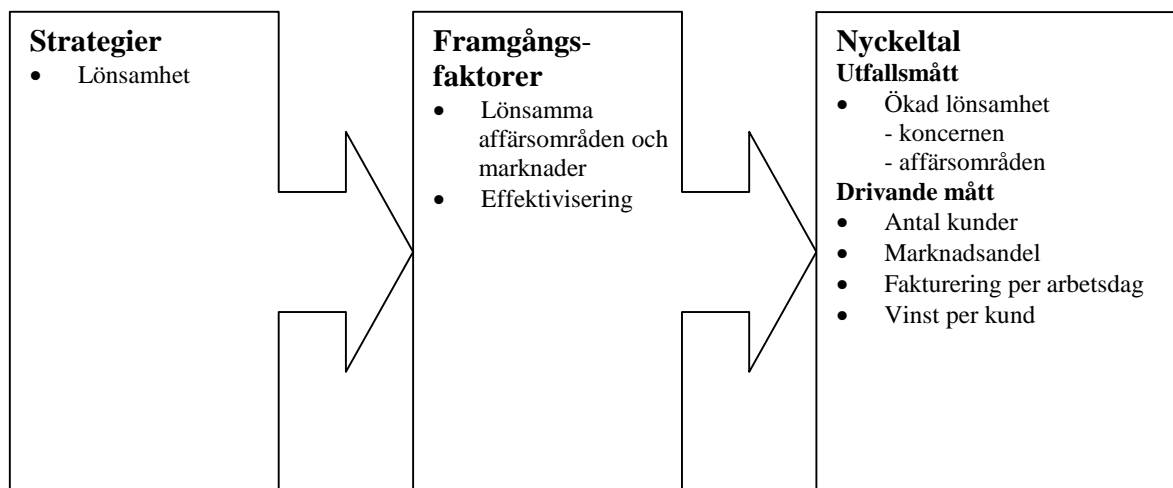 Strategier
• Lönsamhet
Framgångs-
faktorer
• Lönsamma
affärsområden och
marknader
• Effektivisering
Nyckeltal
Utfallsmått
• Ökad lönsamhet
- koncernen
- affärsområden
Drivande mått
• Antal kunder
• Marknadsandel
• Fakturering per arbetsdag
• Vinst per kund